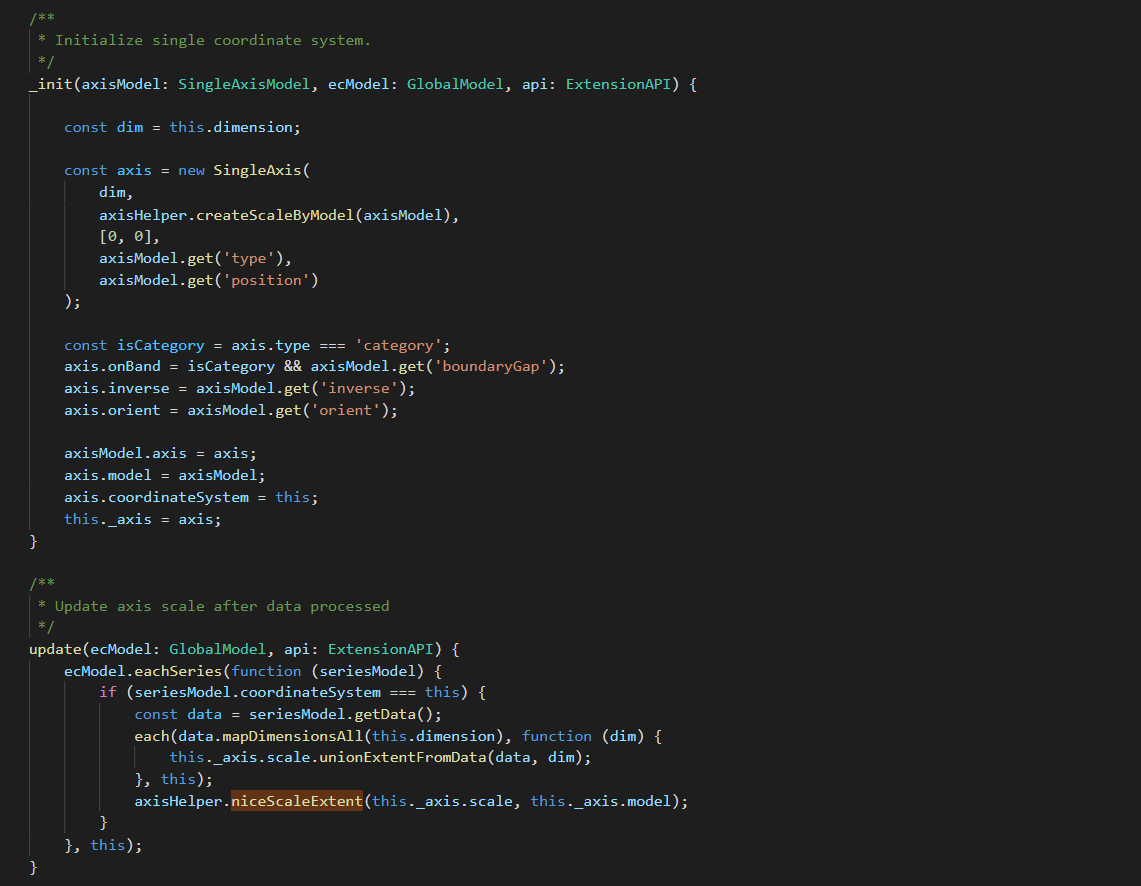 /**
 * Initialize single coordinate system.
 */
_init(axisModel: SingleAxisModel, ecModel: GlobalModel, api: ExtensionAPI) {

    const dim = this.dimension;

    const axis = new SingleAxis(
        dim,
        axisHelper.createScaleByModel(axisModel),
        [0, 0],
        axisModel.get('type'),
        axisModel.get('position')
    );

    const isCategory = axis.type === 'category';
    axis.onBand = isCategory && axisModel.get('boundaryGap');
    axis.inverse = axisModel.get('inverse');
    axis.orient = axisModel.get('orient');

    axisModel.axis = axis;
    axis.model = axisModel;
    axis.coordinateSystem = this;
    this._axis = axis;
}

/**
 * Update axis scale after data processed
 */
update(ecModel: GlobalModel, api: ExtensionAPI) {
    ecModel.eachSeries(function (seriesModel) {
        if (seriesModel.coordinateSystem === this) {
            const data = seriesModel.getData();
            each(data.mapDimensionsAll(this.dimension), function (dim) {
                this._axis.scale.unionExtentFromData(data, dim);
            }, this);
            axisHelper.niceScaleExtent(this._axis.scale, this._axis.model);
        }
    }, this);
}